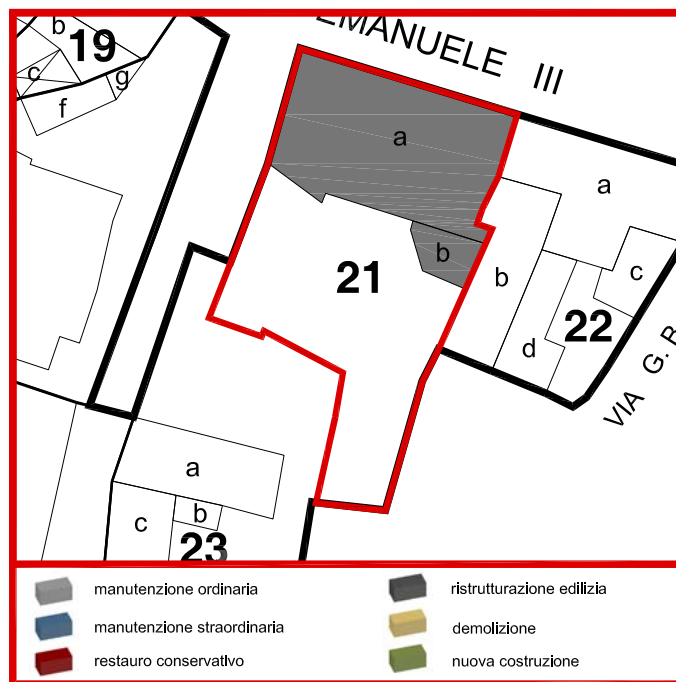 EMANUELE III
b
19
c
g
f
a
a
b
c
21
b
22
d
VIA G. B
a
b
c
23
manutenzione ordinaria
ristrutturazione edilizia
manutenzione straordinaria
demolizione
restauro conservativo
nuova costruzione